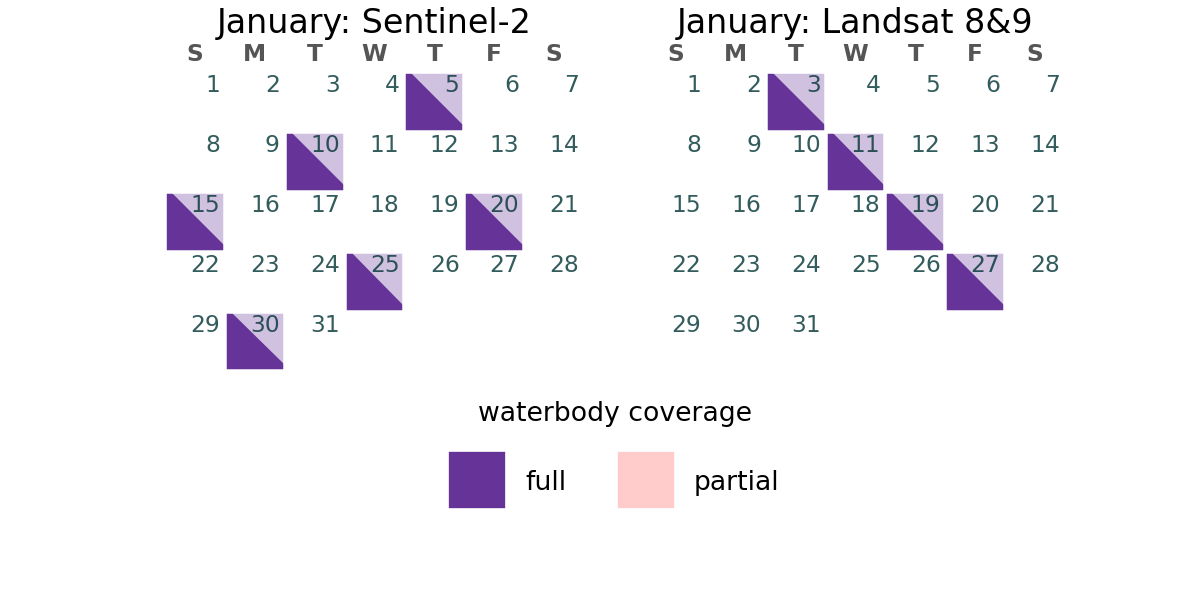 January: Sentinel-2
S M T W T F S
1 2 3 4 5 6 7
8 9 10 11 12 13 14
15 16 17 18 19 20 21
22 23 24 25 26 27 28
29 30 31
January: Landsat 8&9
S M T W T F S
1 2 3 4 5 6 7
8 9 10 11 12 13 14
15 16 17 18 19 20 21
22 23 24 25 26 27 28
29 30 31
waterbody coverage
full
partial